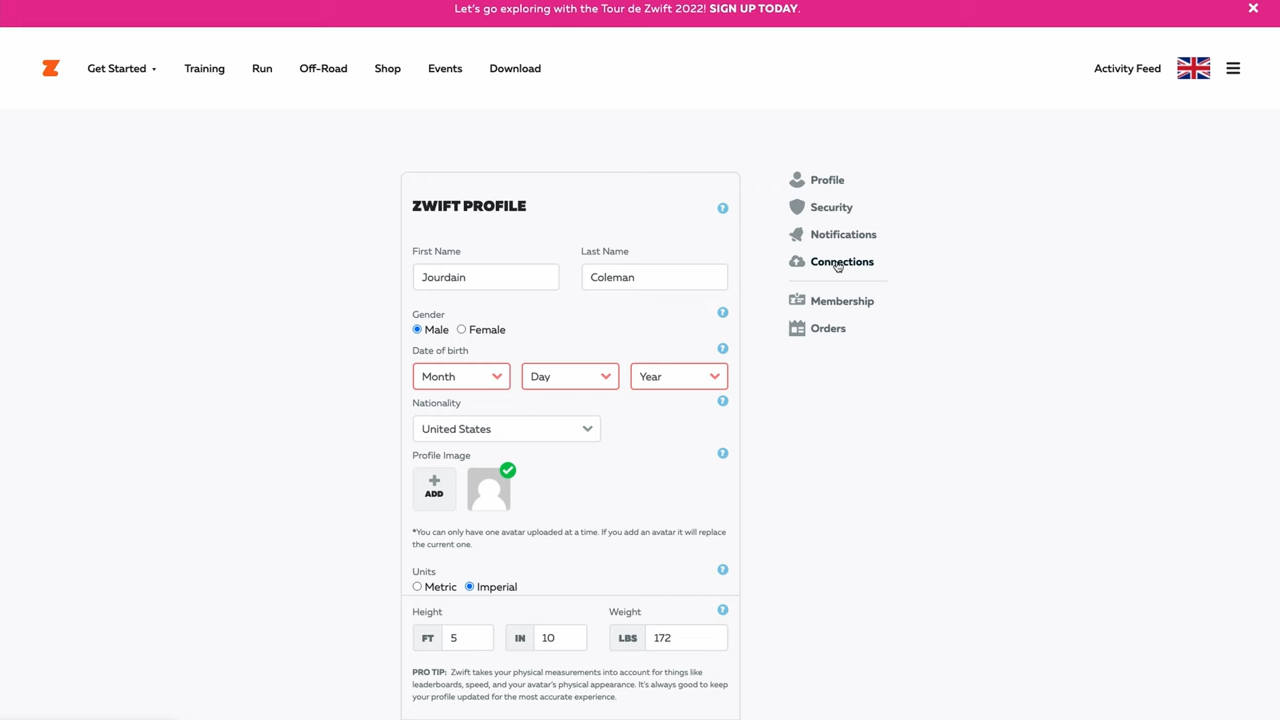 Let's go exploring with the Tour de Zwift 2022! SIGN UP TODAY.
Get Started Training Run Off-Road Shop Events Download Activity Feed
ZWIFT PROFILE
First Name Last Name
Jourdain Coleman
Gender
Male Female
Date of birth
Month Day Year
Nationality
United States
Profile Image
ADD
*You can only have one avatar uploaded at a time. If you add an avatar it will replace
the current one.
Units
Metric Imperial
Height Weight
FT 5 IN 10 LBS 172
PRO TIP: Zwift takes your physical measurements into account for things like
leaderboards, speed, and your avatar's physical appearance. It's always good to keep
your profile updated for the most accurate experience.
Profile
Security
Notifications
Connections
Membership
Orders